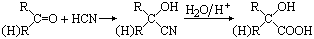 R R OH R OH
C=O + HCN ⟶ C H₂O/H⁺ ⟶ C
(H)R (H)R CN (H)R COOH